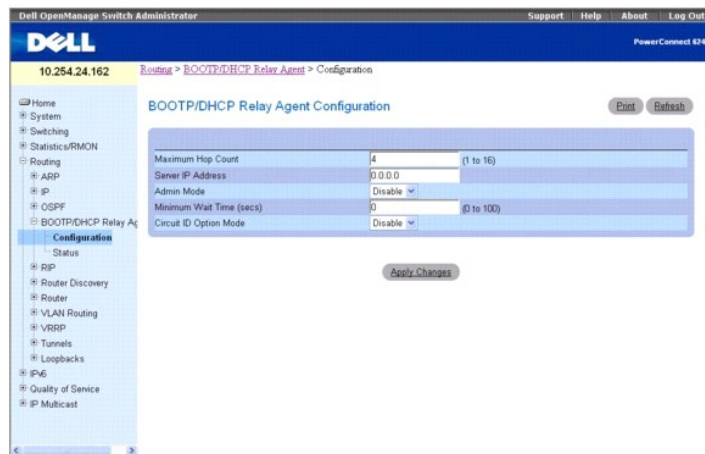 Dell OpenManage Switch Administrator
Support Help About Log Out
DELL
PowerConnect 624
10.254.24.162
Routing > BOOTP/DHCP Relay Agent > Configuration
Home
System
Switching
Statistics/RMON
Routing
ARP
IP
OSPF
BOOTP/DHCP Relay Ag
Configuration
Status
RIP
Router Discovery
Router
VLAN Routing
VRRP
Tunnels
Loopbacks
IPv6
Quality of Service
IP Multicast
BOOTP/DHCP Relay Agent Configuration
Print Refresh
Maximum Hop Count 4 (1 to 16)
Server IP Address 0.0.0.0
Admin Mode Disable
Minimum Wait Time (secs) 0 (0 to 100)
Circuit ID Option Mode Disable
Apply Changes